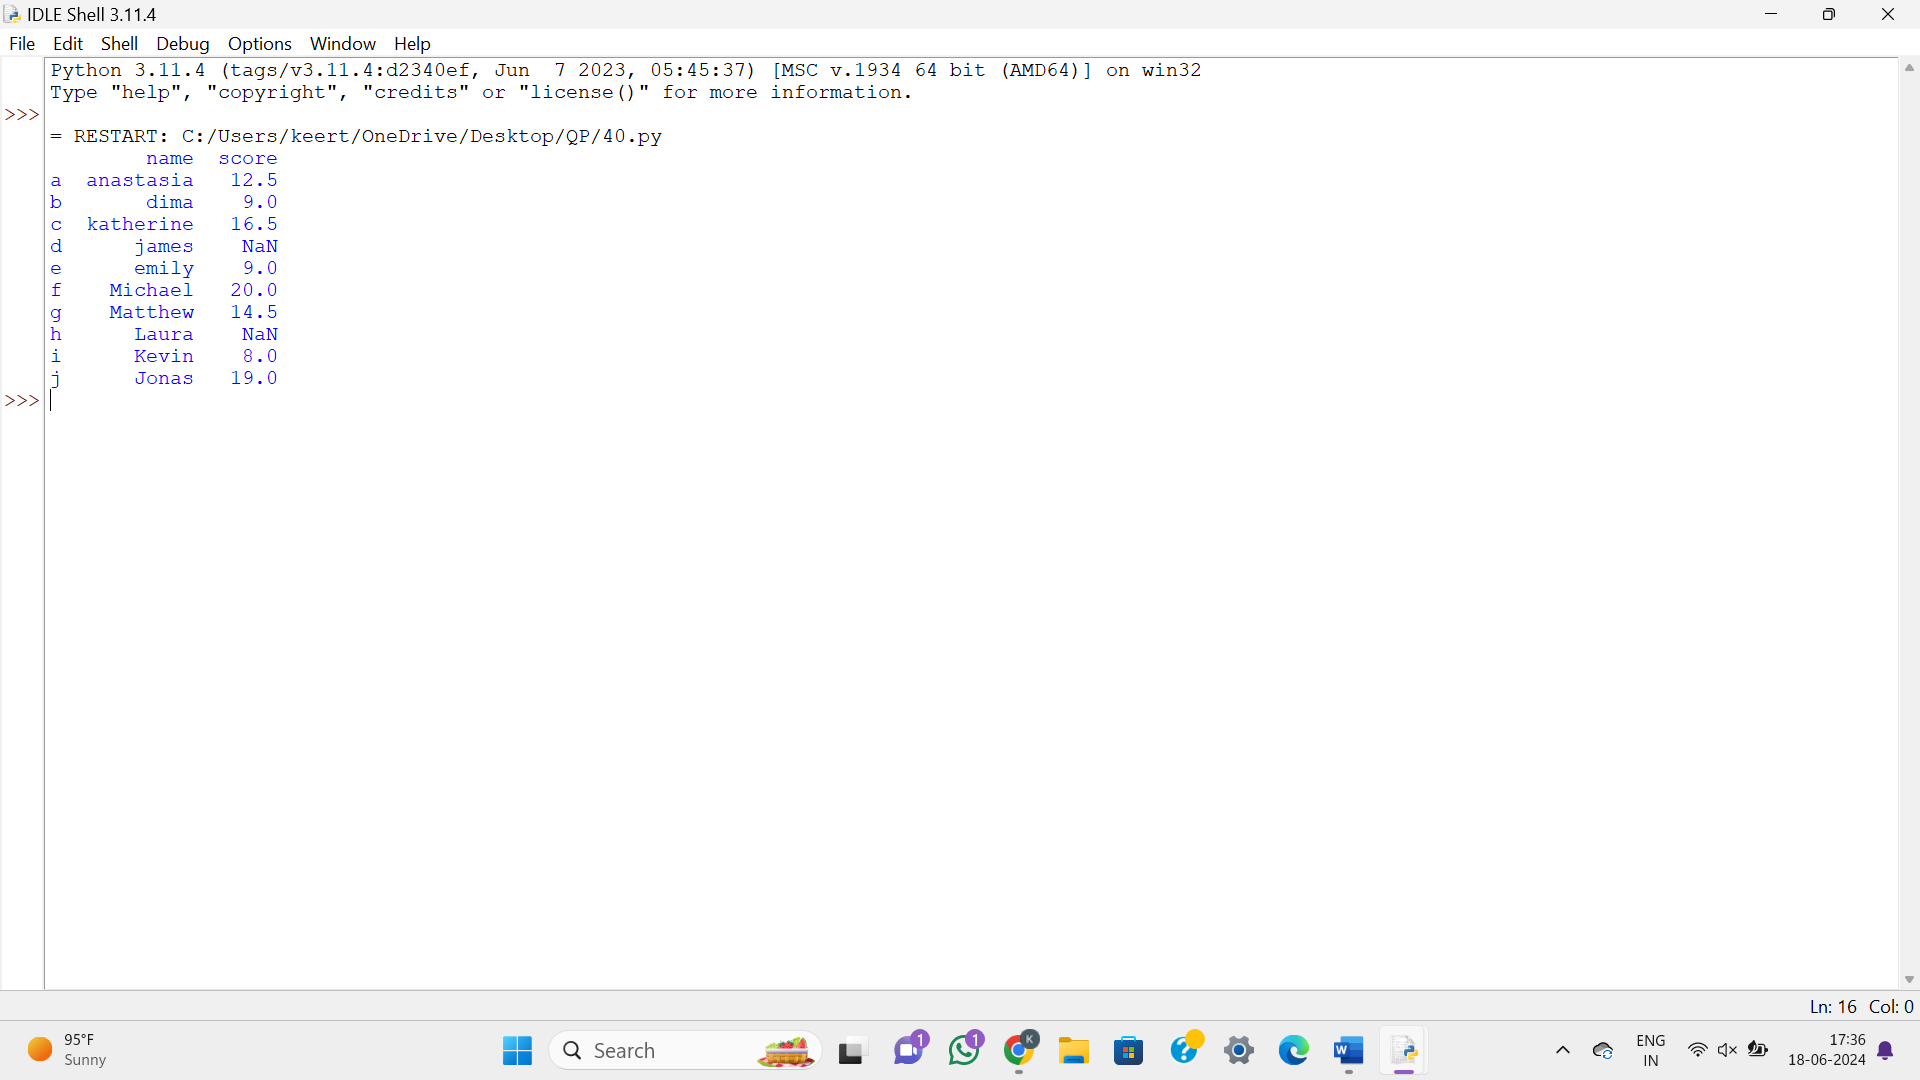 IDLE Shell 3.11.4
File Edit Shell Debug Options Window Help
Python 3.11.4 (tags/v3.11.4:d2340ef, Jun  7 2023, 05:45:37) [MSC v.1934 64 bit (AMD64)] on win32
Type "help", "copyright", "credits" or "license()" for more information.
>>>
= RESTART: C:/Users/keert/OneDrive/Desktop/QP/40.py
name  score
a  anastasia   12.5
b       dima    9.0
c  katherine   16.5
d      james    NaN
e      emily    9.0
f    Michael   20.0
g    Matthew   14.5
h      Laura    NaN
i      Kevin    8.0
j      Jonas   19.0
>>>
Ln: 16 Col: 0
95°F
Sunny
Search
1
1
K
W
ENG
IN
17:36
18-06-2024